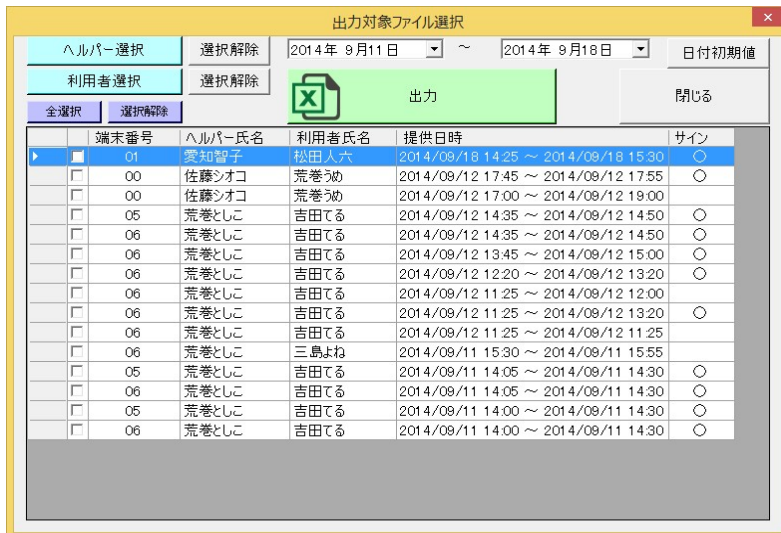 出力対象ファイル選択
ヘルパー選択 選択解除 2014年 9月11日 ~ 2014年 9月18日 日付初期値
利用者選択 選択解除 出力 閉じる
全選択 選択解除
端末番号 ヘルパー氏名 利用者氏名 提供日時 サイン
01 愛知智子 松田人六 2014/09/18 14:25 ~ 2014/09/18 15:30 ○
00 佐藤シオコ 荒巻うめ 2014/09/12 17:45 ~ 2014/09/12 17:55 ○
00 佐藤シオコ 荒巻うめ 2014/09/12 17:00 ~ 2014/09/12 19:00
05 荒巻としこ 吉田てる 2014/09/12 14:35 ~ 2014/09/12 14:50 ○
06 荒巻としこ 吉田てる 2014/09/12 14:35 ~ 2014/09/12 14:50 ○
06 荒巻としこ 吉田てる 2014/09/12 13:45 ~ 2014/09/12 15:00 ○
06 荒巻としこ 吉田てる 2014/09/12 12:20 ~ 2014/09/12 13:20 ○
06 荒巻としこ 吉田てる 2014/09/12 11:25 ~ 2014/09/12 12:00
06 荒巻としこ 吉田てる 2014/09/12 11:25 ~ 2014/09/12 13:20 ○
06 荒巻としこ 吉田てる 2014/09/12 11:25 ~ 2014/09/12 11:25
06 荒巻としこ 三島よね 2014/09/11 15:30 ~ 2014/09/11 15:55
05 荒巻としこ 吉田てる 2014/09/11 14:05 ~ 2014/09/11 14:30 ○
06 荒巻としこ 吉田てる 2014/09/11 14:05 ~ 2014/09/11 14:30 ○
05 荒巻としこ 吉田てる 2014/09/11 14:00 ~ 2014/09/11 14:30 ○
06 荒巻としこ 吉田てる 2014/09/11 14:00 ~ 2014/09/11 14:30 ○